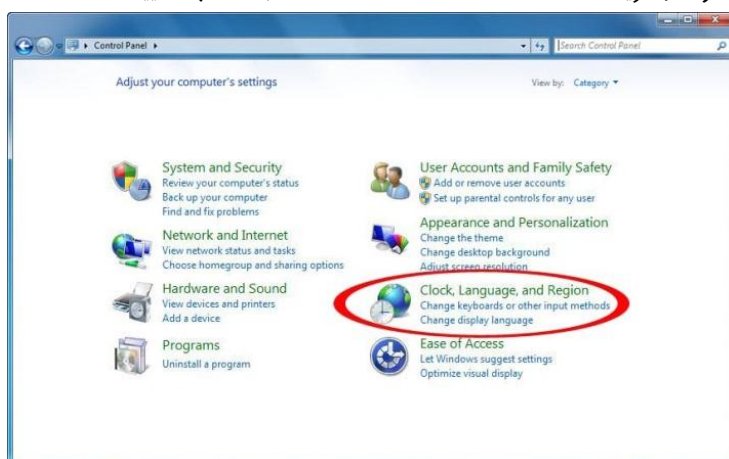 Control Panel
Search Control Panel
Adjust your computer's settings
View by: Category
System and Security
Review your computer's status
Back up your computer
Find and fix problems
Network and Internet
View network status and tasks
Choose homegroup and sharing options
Hardware and Sound
View devices and printers
Add a device
Programs
Uninstall a program
User Accounts and Family Safety
Add or remove user accounts
Set up parental controls for any user
Appearance and Personalization
Change the theme
Change desktop background
Adjust screen resolution
Clock, Language, and Region
Change keyboards or other input methods
Change display language
Ease of Access
Let Windows suggest settings
Optimize visual display